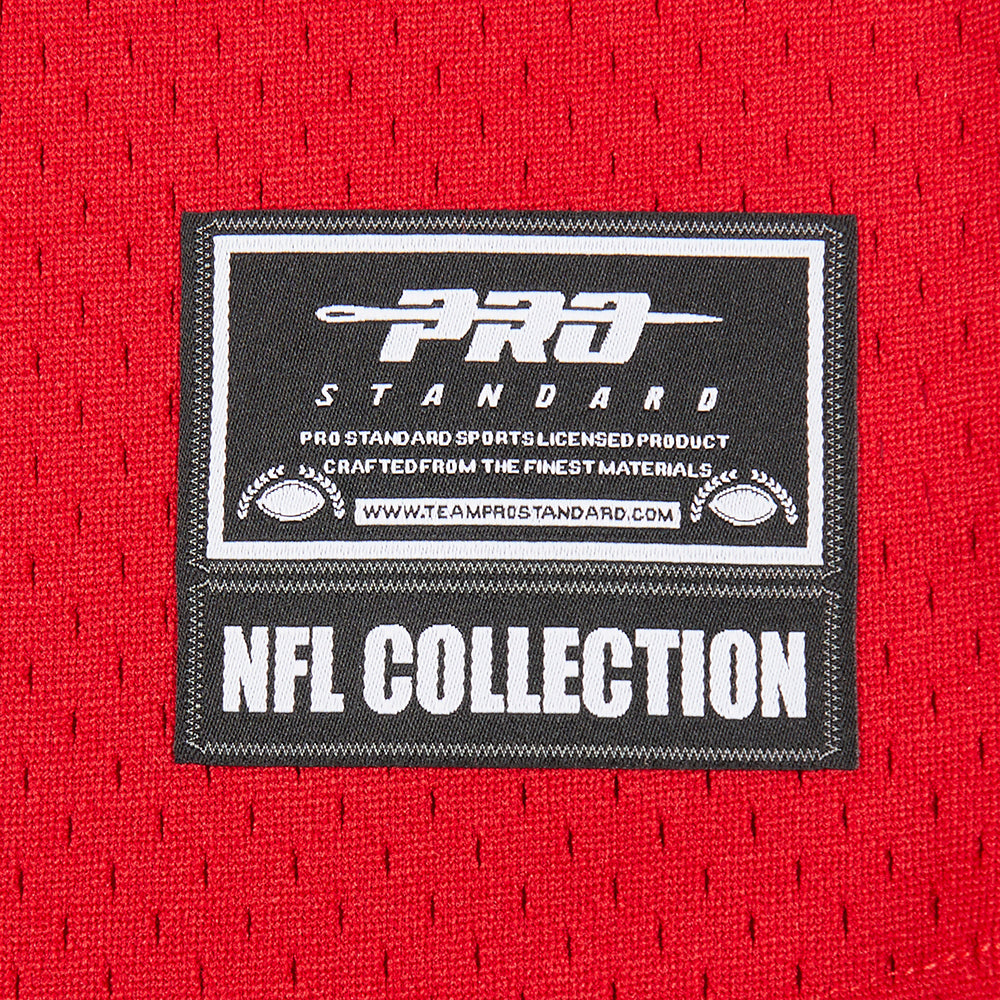 PRO
STANDARD
PRO STANDARD SPORTS LICENSED PRODUCT
CRAFTED FROM THE FINEST MATERIALS
WWW.TEAMPROSTANDARD.COM
NFL COLLECTION